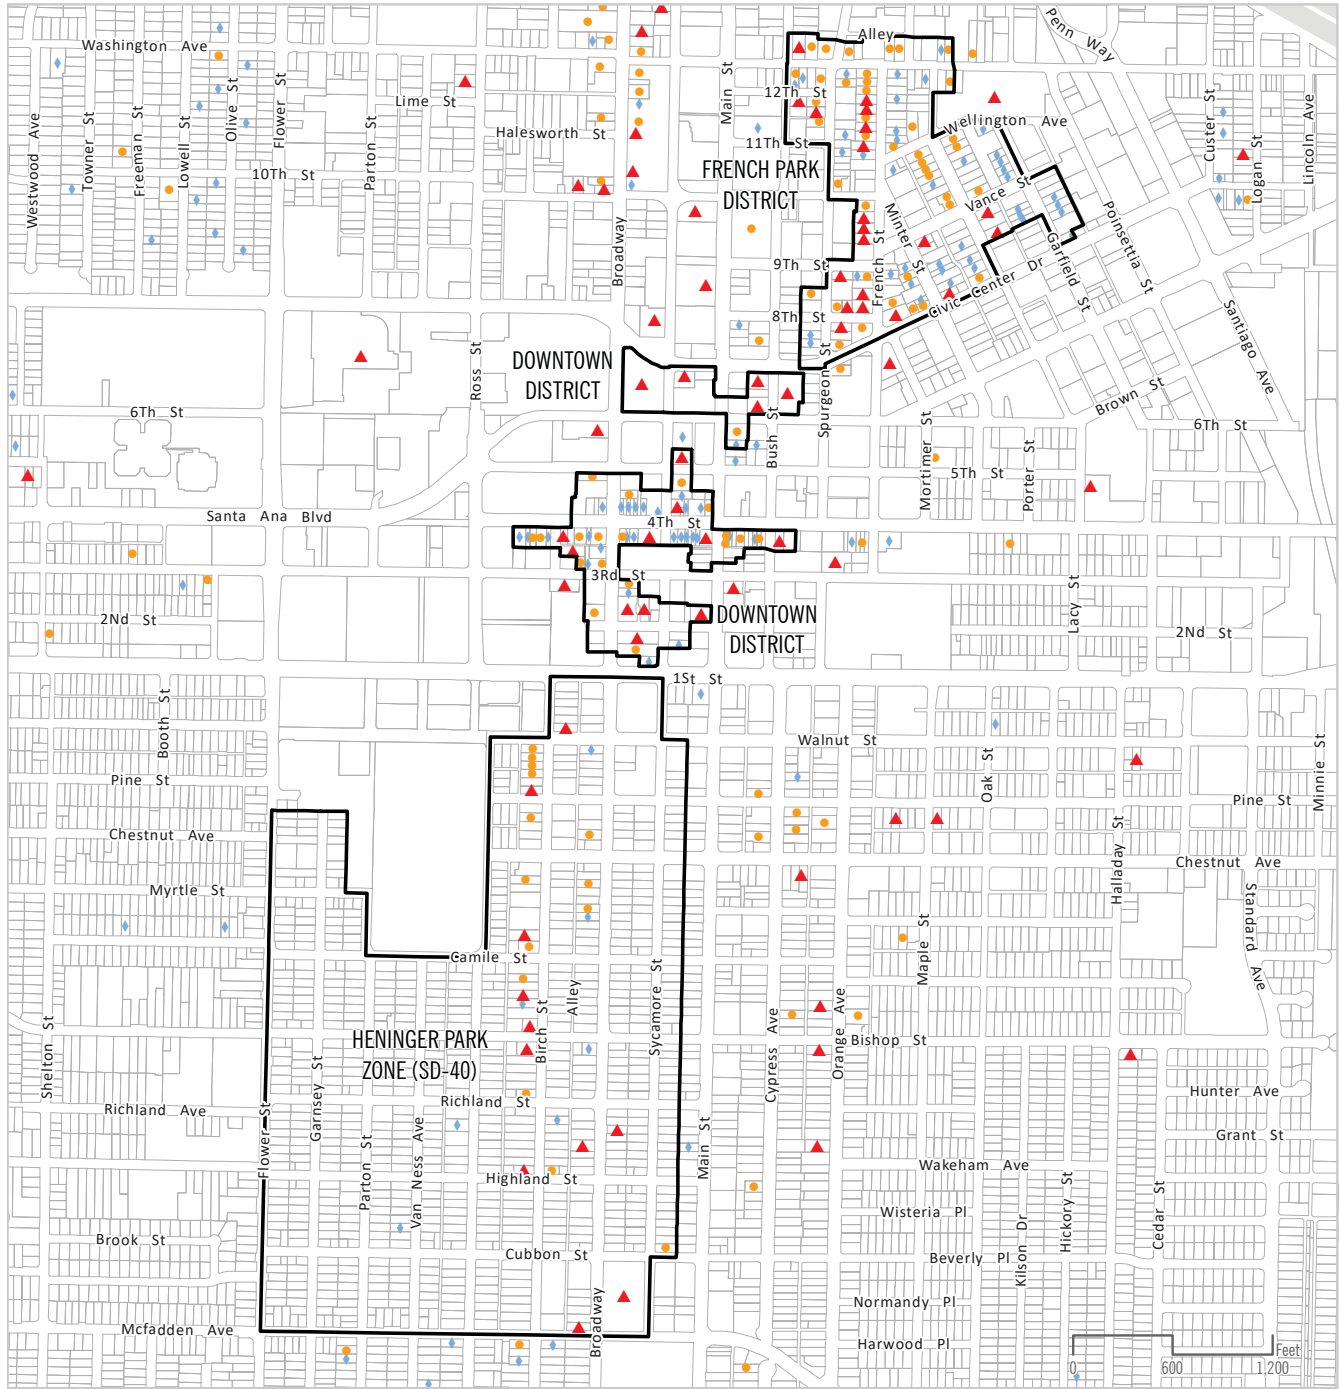 Washington Ave
Alley
Penn Way
Westwood Ave
Towner St
Freeman St
Lowell St
Olive St
Flower St
Parton St
Lime St
Halesworth St
Main St
12Th St
11Th St
Wellington Ave
Custer St
Logan St
Lincoln Ave
10Th St
FRENCH PARK
DISTRICT
Vance St
Minter St
French St
Broadway
9Th St
8Th St
Garfield St
Poinsettia St
Civic Center Dr
Santiago Ave
Ross St
DOWNTOWN
DISTRICT
Spurgeon St
Bush St
Brown St
6Th St
6Th St
Mortimer St
5Th St
Porter St
Santa Ana Blvd
4Th St
3Rd St
2Nd St
DOWNTOWN
DISTRICT
Lacy St
2Nd St
1St St
Booth St
Walnut St
Oak St
Minnie St
Pine St
Pine St
Chestnut Ave
Halladay St
Chestnut Ave
Myrtle St
Standard Ave
Maple St
Camile St
Sycamore St
Alley
Birch St
Shelton St
HENINGER PARK
ZONE (SD-40)
Garnsey St
Cypress Ave
Orange Ave
Bishop St
Richland Ave
Richland St
Hunter Ave
Flower St
Parton St
Van Ness Ave
Main St
Grant St
Highland St
Wakeham Ave
Hickory St
Cedar St
Wisteria Pl
Kilson Dr
Brook St
Cubbon St
Beverly Pl
Broadway
Normandy Pl
Mcfadden Ave
Harwood Pl
Feet
0 600 1,200